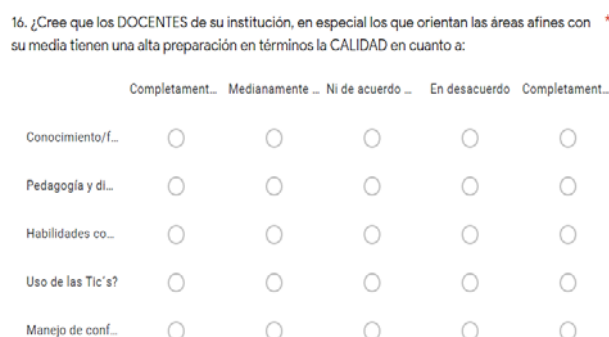 16. ¿Cree que los DOCENTES de su institución, en especial los que orientan las áreas afines con *
su media tienen una alta preparación en términos la CALIDAD en cuanto a:
Completament... Medianamente ... Ni de acuerdo ... En desacuerdo Completament...
Conocimiento/f...
Pedagogía y di...
Habilidades co...
Uso de las Tic´s?
Manejo de conf...